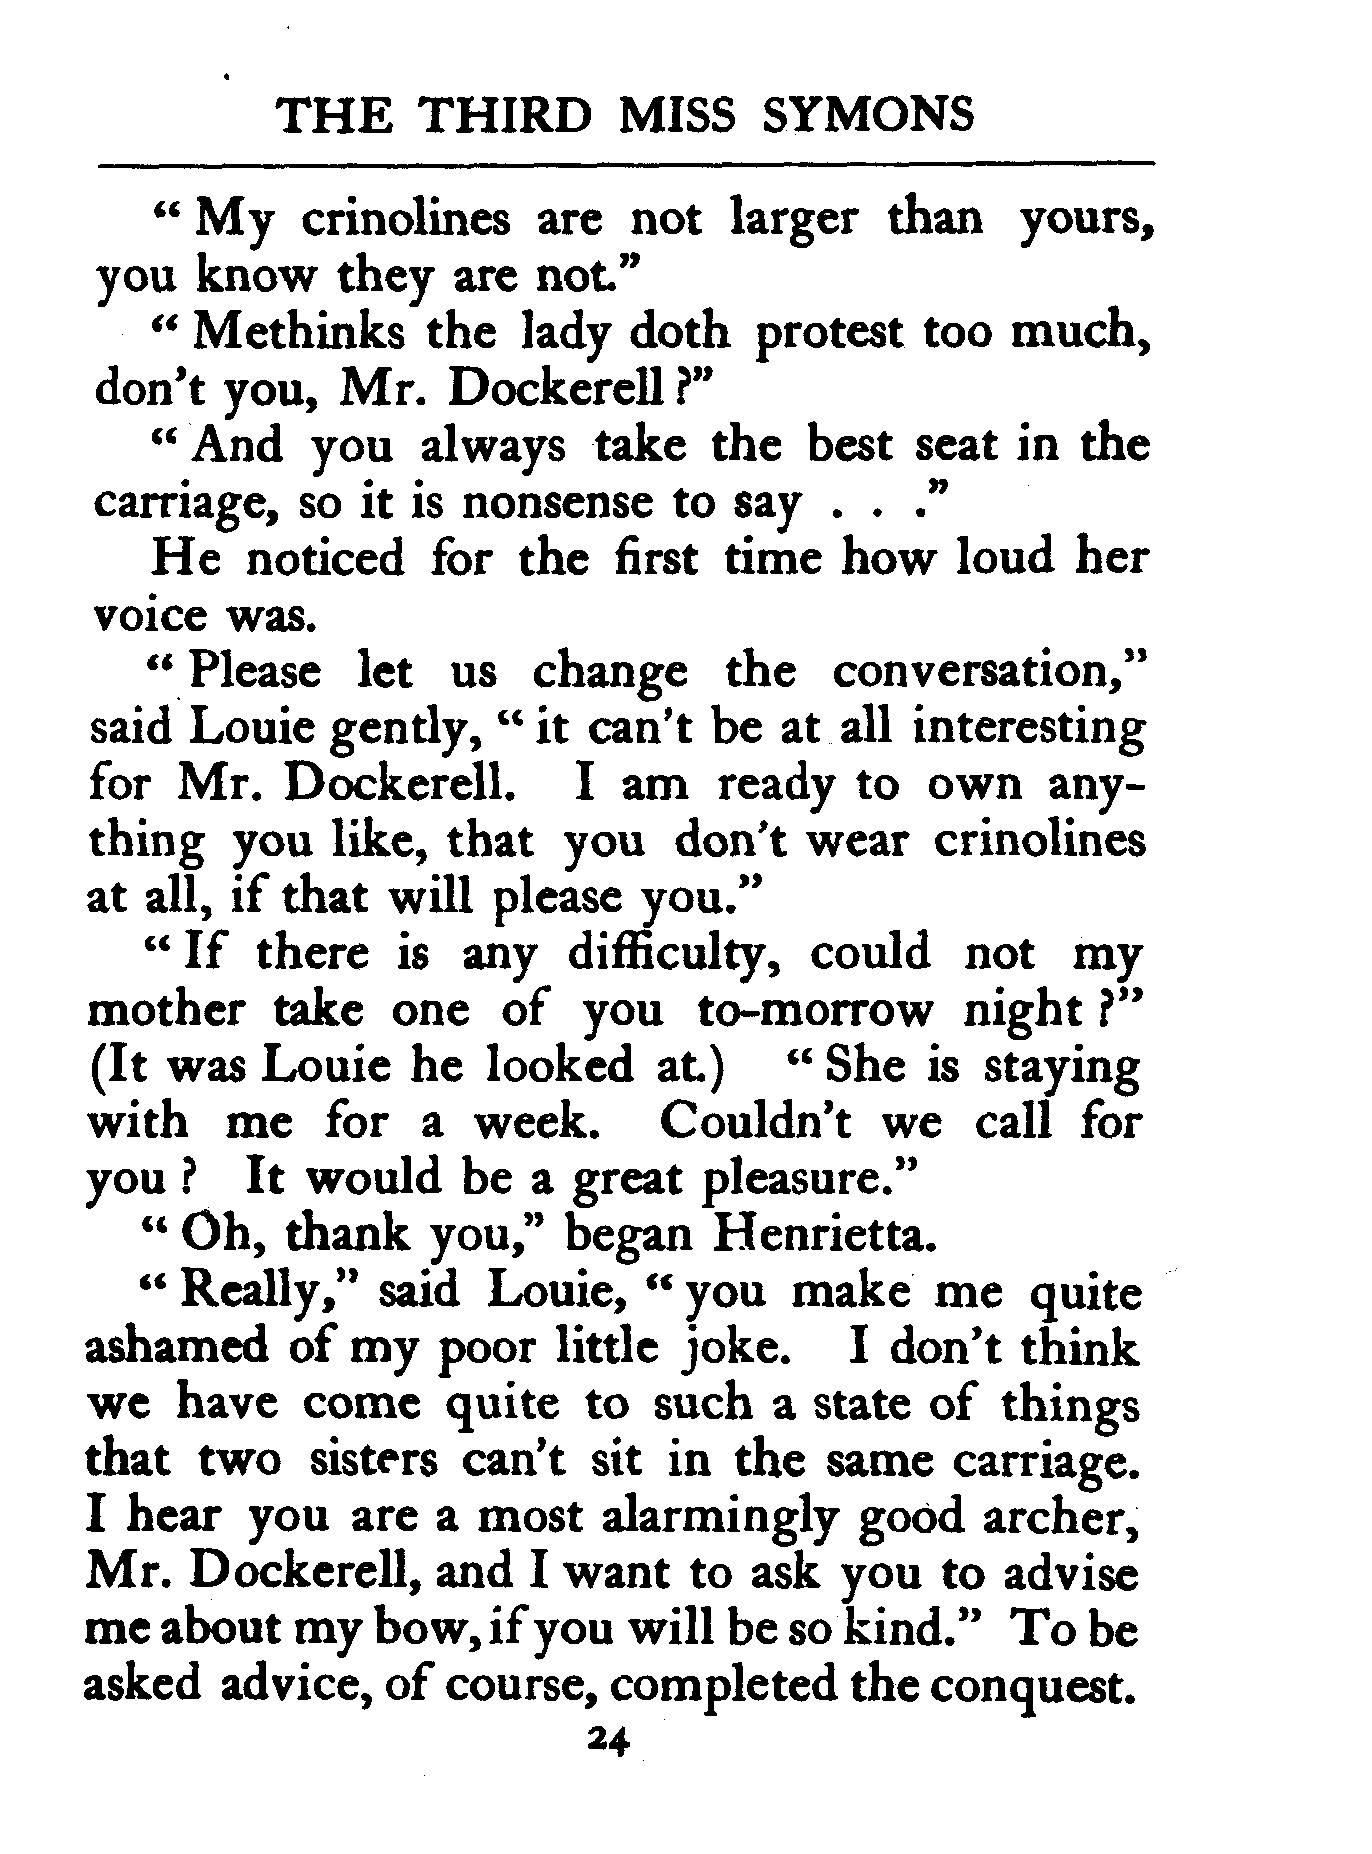 THE THIRD MISS SYMONS
“ My crinolines are not larger than yours,
you know they are not.”
“ Methinks the lady doth protest too much,
don’t you, Mr. Dockerell ?”
“ And you always take the best seat in the
carriage, so it is nonsense to say . . .”
He noticed for the first time how loud her
voice was.
“ Please let us change the conversation,”
said Louie gently, “ it can’t be at all interesting
for Mr. Dockerell. I am ready to own any-
thing you like, that you don’t wear crinolines
at all, if that will please you.”
“ If there is any difficulty, could not my
mother take one of you to-morrow night ?”
(It was Louie he looked at.) “ She is staying
with me for a week. Couldn’t we call for
you ? It would be a great pleasure.”
“ Oh, thank you,” began Henrietta.
“ Really,” said Louie, “ you make me quite
ashamed of my poor little joke. I don’t think
we have come quite to such a state of things
that two sisters can’t sit in the same carriage.
I hear you are a most alarmingly good archer,
Mr. Dockerell, and I want to ask you to advise
me about my bow, if you will be so kind.” To be
asked advice, of course, completed the conquest.
24